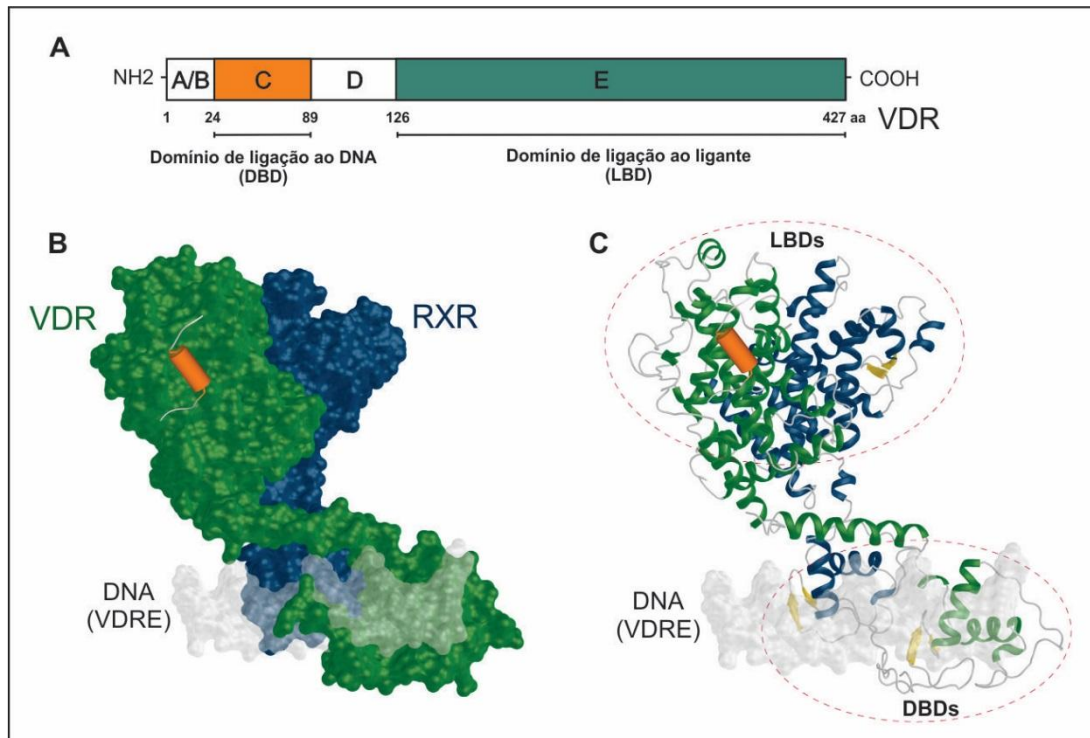 A
NH2
A/B
C
D
E
COOH
1
24
89
126
427 aa
VDR
Domínio de ligação ao DNA
(DBD)
Domínio de ligação ao ligante
(LBD)
B
VDR
RXR
DNA
(VDRE)
C
LBDs
DNA
(VDRE)
DBDs